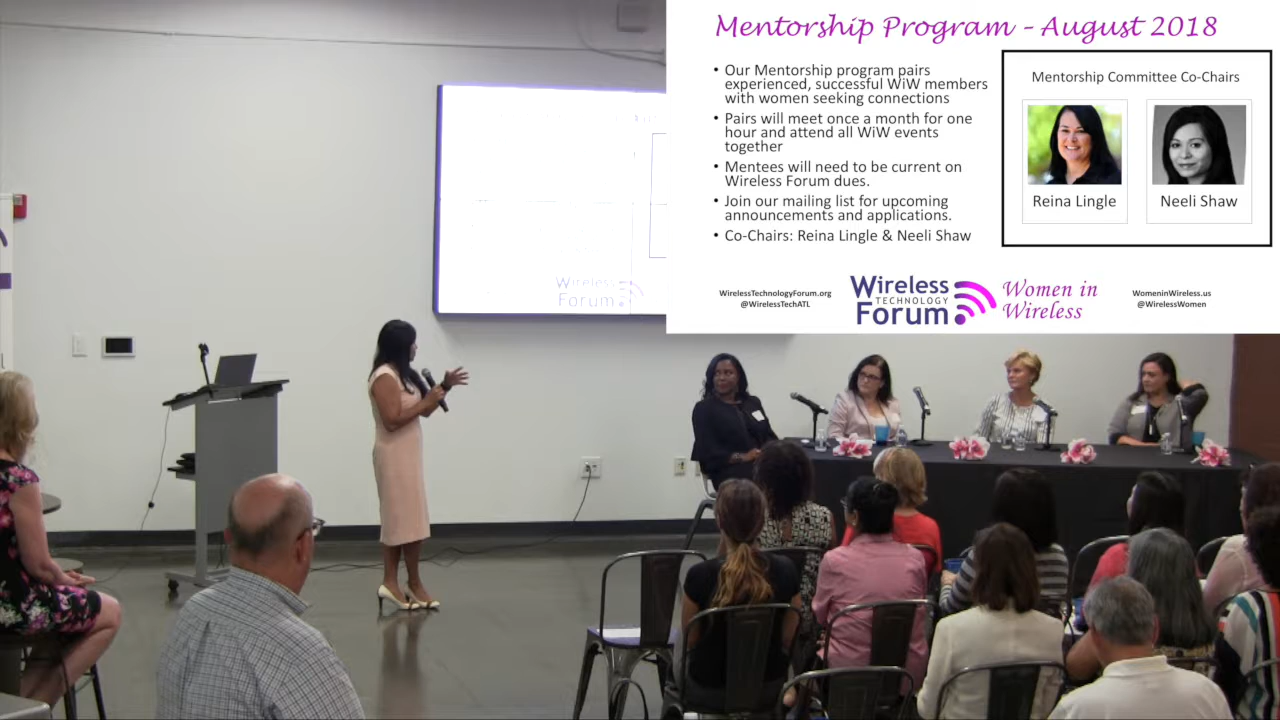 Mentorship Program – August 2018
• Our Mentorship program pairs
experienced, successful WiW members
with women seeking connections
• Pairs will meet once a month for one
hour and attend all WiW events
together
• Mentees will need to be current on
Wireless Forum dues.
• Join our mailing list for upcoming
announcements and applications.
• Co-Chairs: Reina Lingle & Neeli Shaw
Mentorship Committee Co-Chairs
Reina Lingle
Neeli Shaw
WirelessTechnologyForum.org
@WirelessTechATL
Wireless
TECHNOLOGY
Forum
Women in
Wireless
WomeninWireless.us
@WirelessWomen
Wireless
Forum